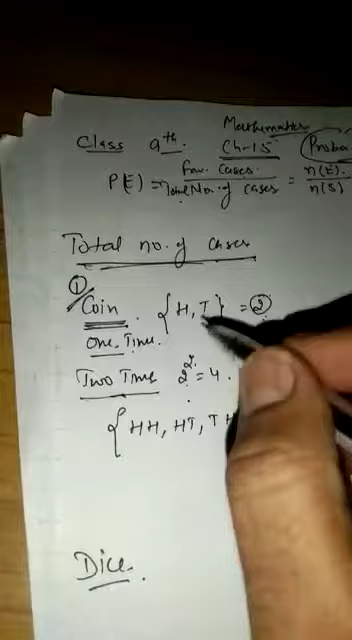 Mathematics
Class 9th. Ch-15 Proba
P(E) = Fav. Cases. / Total No. of cases = n(E). / n(S)
Total no. of cases
① Coin. {H, T} = ②
One Time.
Two Time 2² = 4.
{HH, HT, TH
Dice.